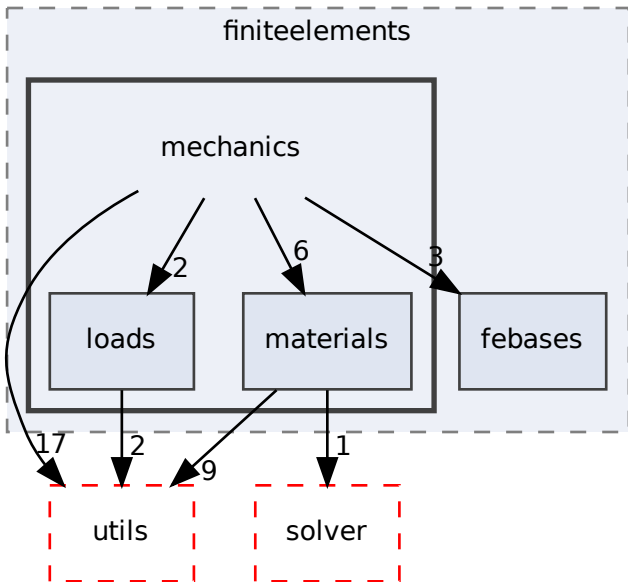 finiteelements
mechanics
2
6
3
loads
materials
febases
17
2
9
1
utils
solver